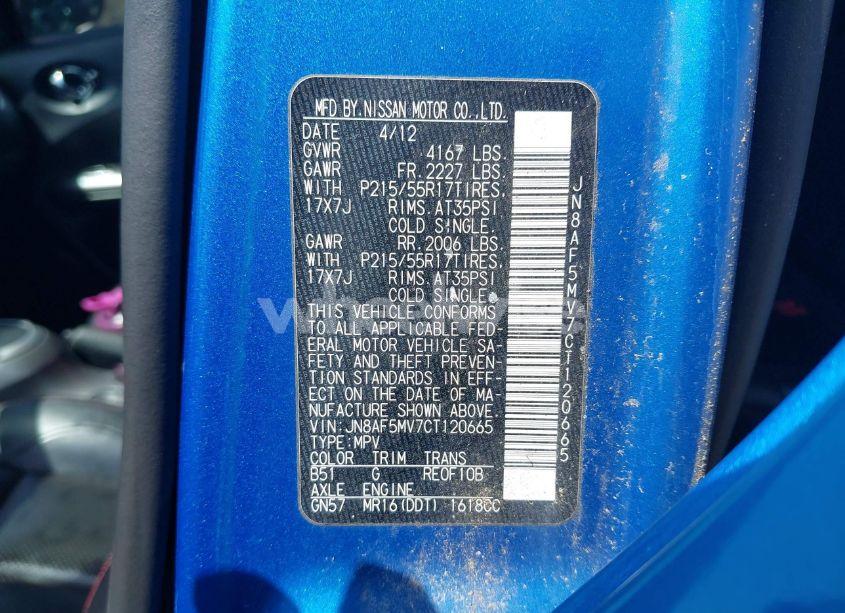 MFD BY NISSAN MOTOR CO.,LTD.
DATE 4/12
GVWR 4167 LBS.
GAWR FR. 2227 LBS.
WITH P215/55R17TIRES,
17X7J RIMS. AT35PSI
COLD SINGLE.
GAWR RR. 2006 LBS.
WITH P215/55R17TIRES,
17X7J RIMS. AT35PSI
COLD SINGLE.
THIS VEHICLE CONFORMS
TO ALL APPLICABLE FED-
ERAL MOTOR VEHICLE SA-
FETY AND THEFT PREVEN-
TION STANDARDS IN EFF-
ECT ON THE DATE OF MA-
NUFACTURE SHOWN ABOVE.
VIN:JN8AF5MV7CT120665
TYPE:MPV
COLOR TRIM TRANS
B51 G RE0F10B
AXLE ENGINE
GN57 MR16(DDT) 1618CC
JN8AF5MV7CT120665